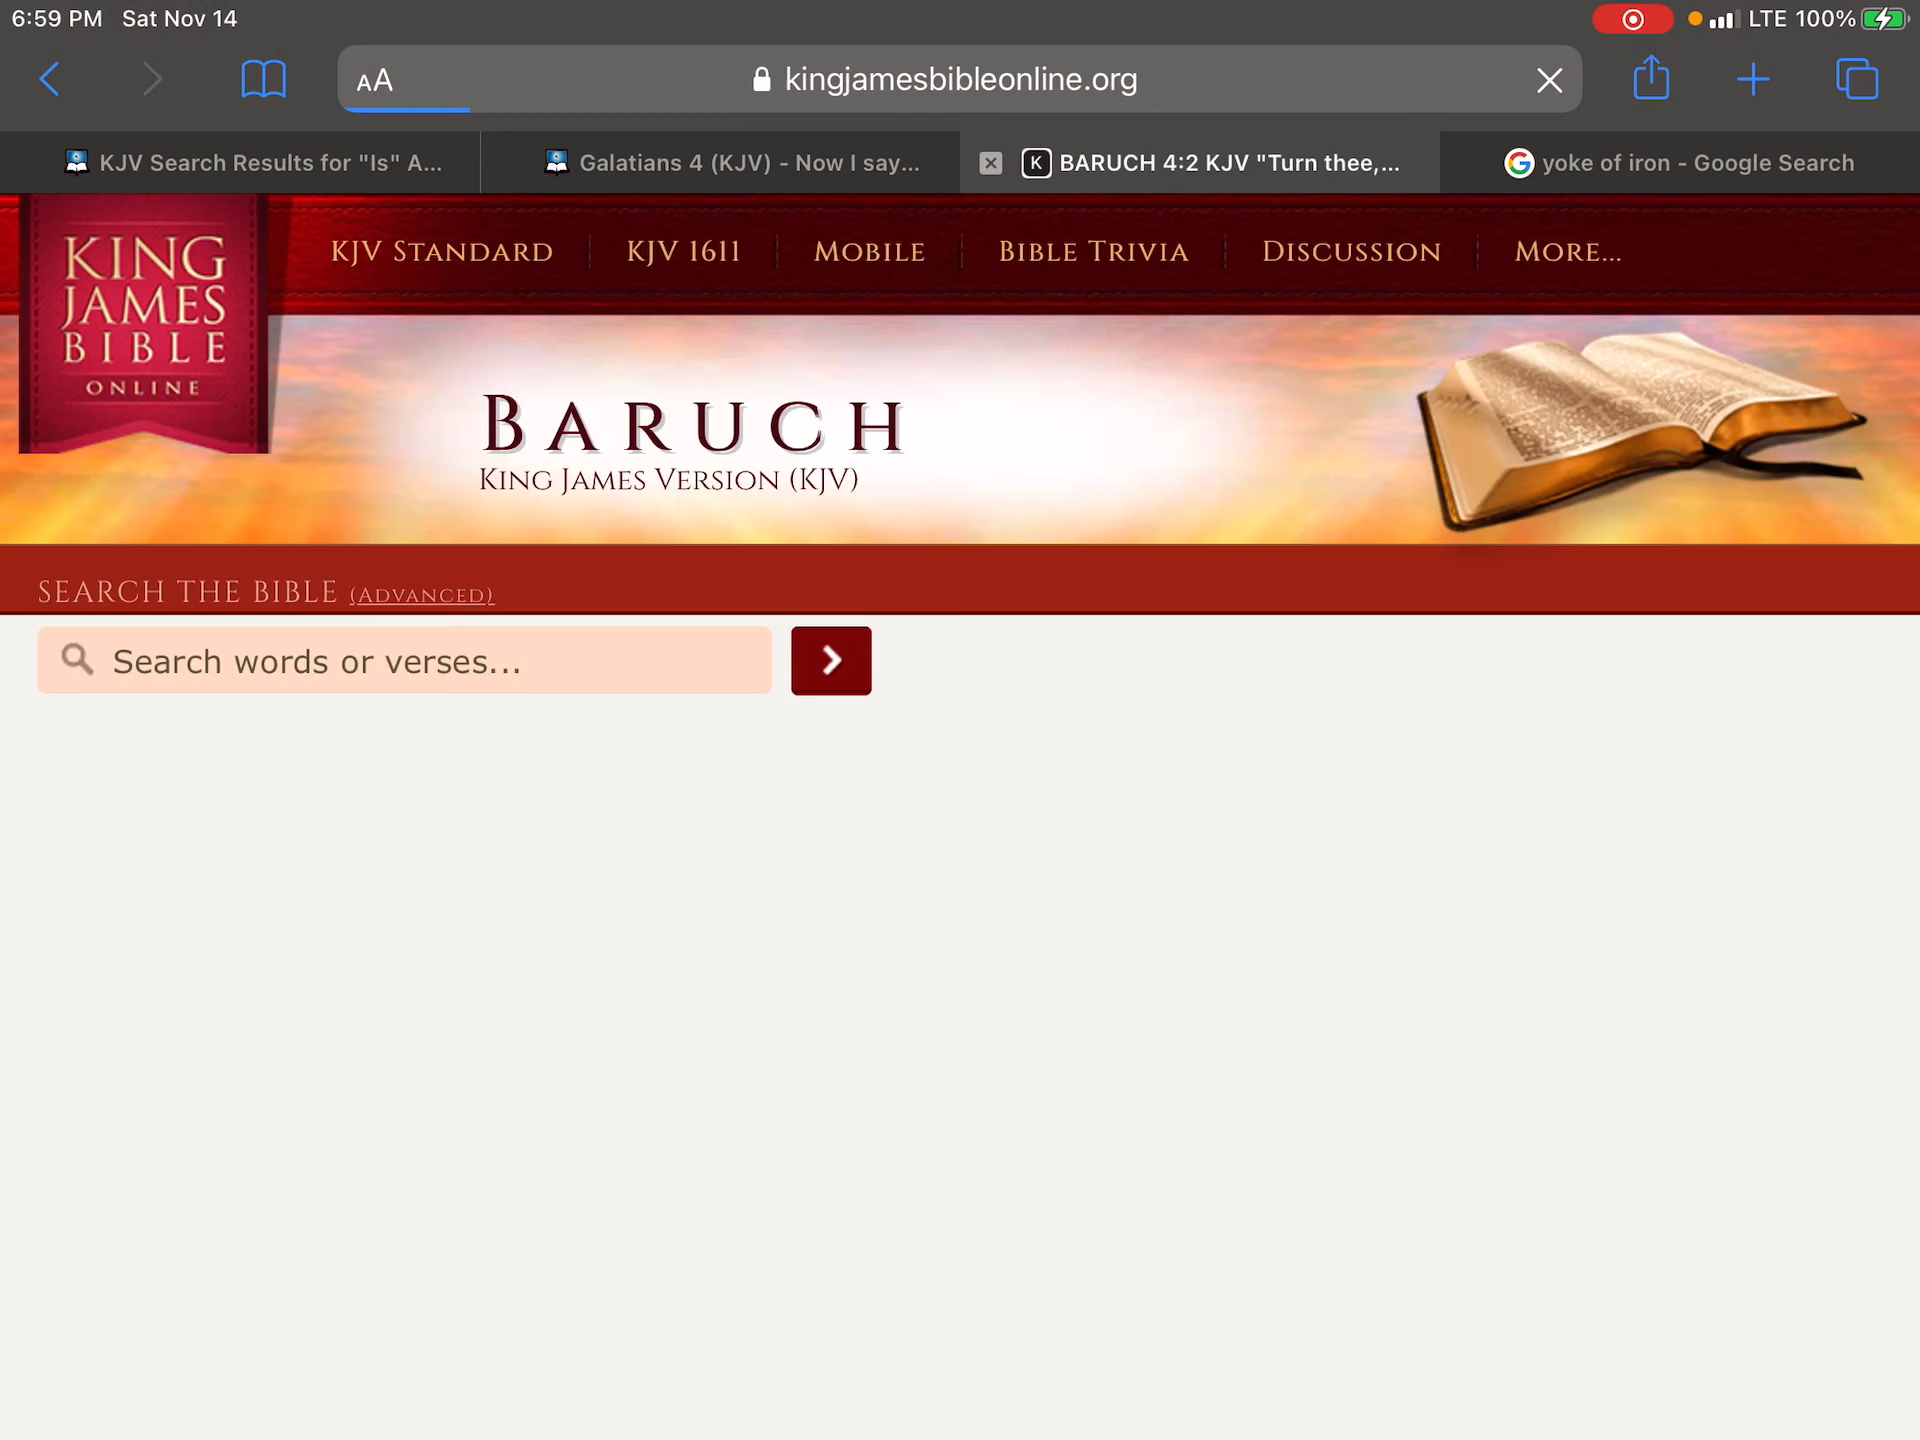 6:59 PM Sat Nov 14
LTE 100%
AA
kingjamesbibleonline.org
KJV Search Results for "Is" A...
Galatians 4 (KJV) - Now I say...
K BARUCH 4:2 KJV "Turn thee,...
G yoke of iron - Google Search
KING
JAMES
BIBLE
ONLINE
KJV STANDARD
KJV 1611
MOBILE
BIBLE TRIVIA
DISCUSSION
MORE...
BARUCH
KING JAMES VERSION (KJV)
SEARCH THE BIBLE (ADVANCED)
Search words or verses...